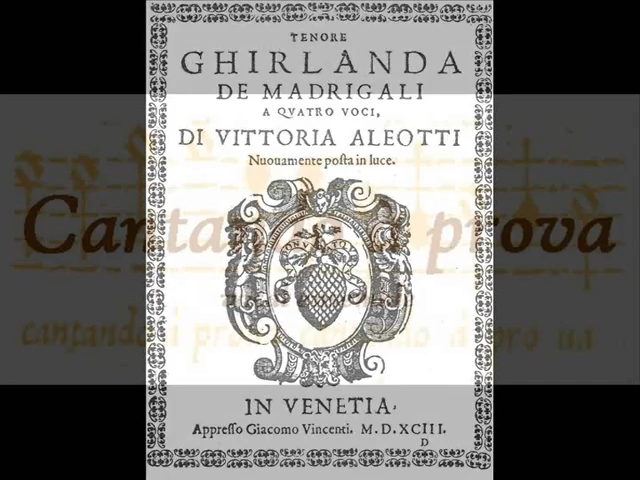 TENORE
GHIRLANDA
DE MADRIGALI
A QVATRO VOCI,
DI VITTORIA ALEOTTI
Nuouamente posta in luce.
Cantan prova
cantando à pro
IN VENETIA,
Appresso Giacomo Vincenti. M. D. XCIII.
D